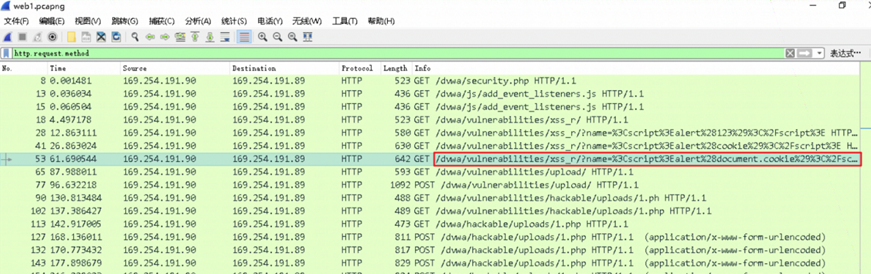 web1.pcapng
文件(F) 编辑(E) 视图(V) 跳转(G) 捕获(C) 分析(A) 统计(S) 电话(Y) 无线(W) 工具(T) 帮助(H)
http.request.method 表达式…
No. Time Source Destination Protocol Length Info
8 0.001481 169.254.191.90 169.254.191.89 HTTP 523 GET /dvwa/security.php HTTP/1.1
13 0.036034 169.254.191.90 169.254.191.89 HTTP 436 GET /dvwa/js/add_event_listeners.js HTTP/1.1
15 0.060504 169.254.191.90 169.254.191.89 HTTP 436 GET /dvwa/js/add_event_listeners.js HTTP/1.1
18 4.497178 169.254.191.90 169.254.191.89 HTTP 523 GET /dvwa/vulnerabilities/xss_r/ HTTP/1.1
28 12.863111 169.254.191.90 169.254.191.89 HTTP 580 GET /dvwa/vulnerabilities/xss_r/?name=%3Cscript%3Ealert%28123%29%3C%2Fscript%3E HTTP…
41 26.863024 169.254.191.90 169.254.191.89 HTTP 630 GET /dvwa/vulnerabilities/xss_r/?name=%3Cscript%3Ealert%28cookie%29%3C%2Fscript%3E H…
53 61.690544 169.254.191.90 169.254.191.89 HTTP 642 GET /dvwa/vulnerabilities/xss_r/?name=%3Cscript%3Ealert%28document.cookie%29%3C%2Fsc…
65 87.988011 169.254.191.90 169.254.191.89 HTTP 593 GET /dvwa/vulnerabilities/upload/ HTTP/1.1
77 96.632218 169.254.191.90 169.254.191.89 HTTP 1092 POST /dvwa/vulnerabilities/upload/ HTTP/1.1
90 130.813484 169.254.191.90 169.254.191.89 HTTP 488 GET /dvwa/vulnerabilities/hackable/uploads/1.ph HTTP/1.1
102 137.386427 169.254.191.90 169.254.191.89 HTTP 489 GET /dvwa/vulnerabilities/hackable/uploads/1.php HTTP/1.1
113 142.917005 169.254.191.90 169.254.191.89 HTTP 473 GET /dvwa/hackable/uploads/1.php HTTP/1.1
127 168.136011 169.254.191.90 169.254.191.89 HTTP 811 POST /dvwa/hackable/uploads/1.php HTTP/1.1 (application/x-www-form-urlencoded)
132 170.773432 169.254.191.90 169.254.191.89 HTTP 817 POST /dvwa/hackable/uploads/1.php HTTP/1.1 (application/x-www-form-urlencoded)
143 177.898679 169.254.191.90 169.254.191.89 HTTP 829 POST /dvwa/hackable/uploads/1.php HTTP/1.1 (application/x-www-form-urlencoded)